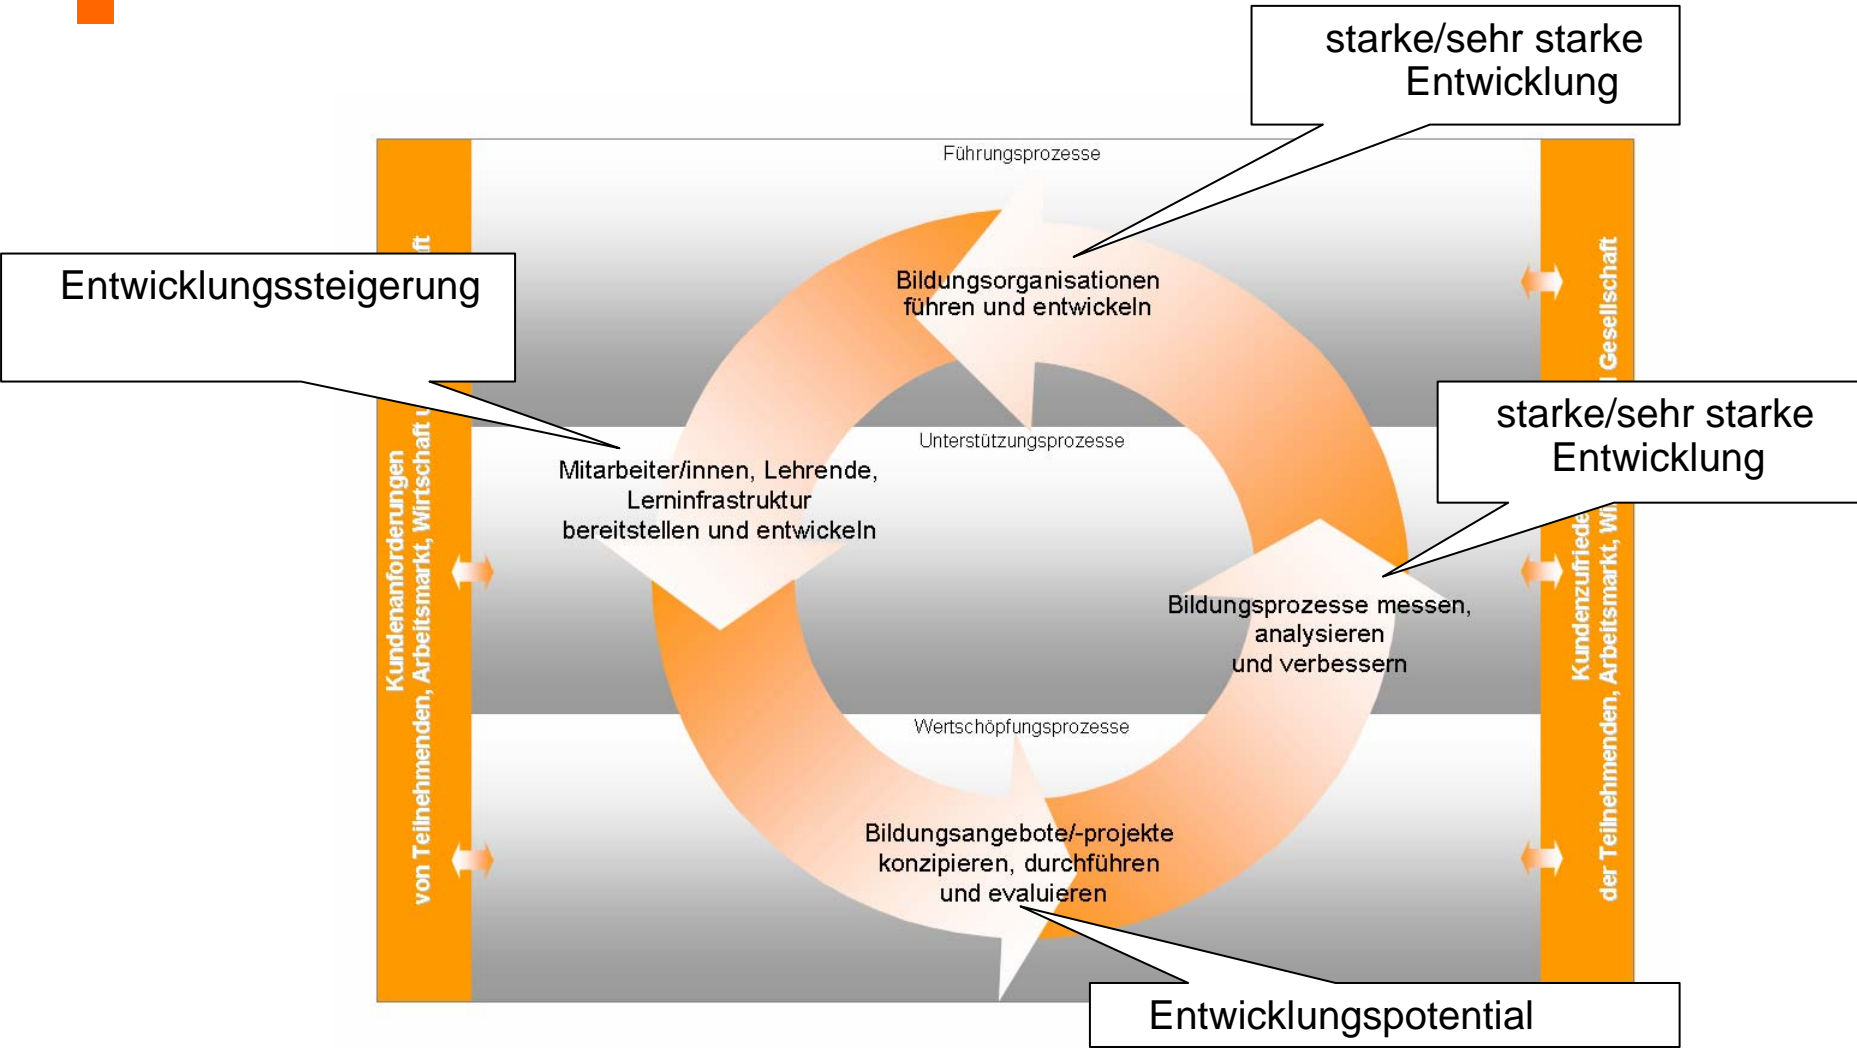 starke/sehr starke
Entwicklung
Führungsprozesse
Entwicklungssteigerung
Bildungsorganisationen
führen und entwickeln
starke/sehr starke
Entwicklung
Unterstützungsprozesse
Mitarbeiter/innen, Lehrende,
Lerninfrastruktur
bereitstellen und entwickeln
Bildungsprozesse messen,
analysieren
und verbessern
Wertschöpfungsprozesse
Bildungsangebote/-projekte
konzipieren, durchführen
und evaluieren
Entwicklungspotential
Kundenanforderungen
von Teilnehmenden, Arbeitsmarkt, Wirtschaft
der Teilnehmenden, Arbeitsmarkt, Gesellschaft